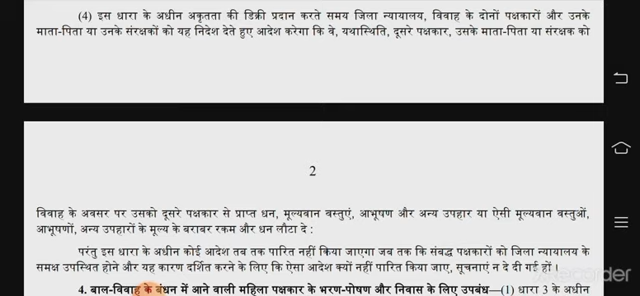 (4) इस धारा के अधीन अकृतता की डिक्री प्रदान करते समय जिला न्यायालय, विवाह के दोनों पक्षकारों और उनके
माता-पिता या उनके संरक्षकों को यह निदेश देते हुए आदेश करेगा कि वे, यथास्थिति, दूसरे पक्षकार, उसके माता-पिता या संरक्षक को
2
विवाह के अवसर पर उसको दूसरे पक्षकार से प्राप्त धन, मूल्यवान वस्तुएं, आभूषण और अन्य उपहार या ऐसी मूल्यवान वस्तुओं,
आभूषणों, अन्य उपहारों के मूल्य के बराबर रकम और धन लौटा दे :
परंतु इस धारा के अधीन कोई आदेश तब तक पारित नहीं किया जाएगा जब तक कि संबद्ध पक्षकारों को जिला न्यायालय के
समक्ष उपस्थित होने और यह कारण दर्शित करने के लिए कि ऐसा आदेश क्यों नहीं पारित किया जाए, सूचनाएं न दे दी गई हों ।
4. बाल-विवाह के बंधन में आने वाली महिला पक्षकार के भरण-पोषण और निवास के लिए उपबंध—(1) धारा 3 के अधीन
iecorder